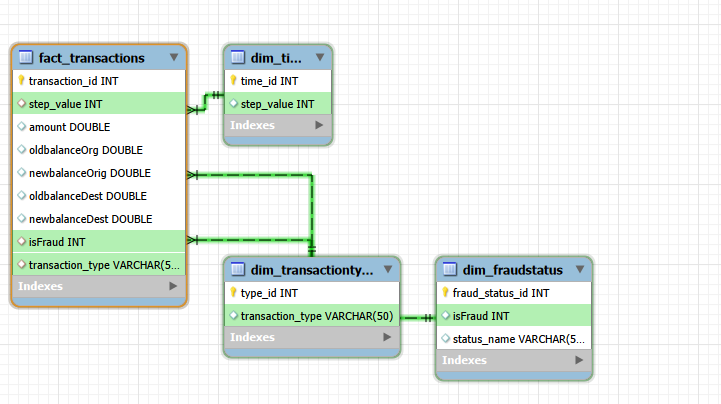 fact_transactions
transaction_id INT
step_value INT
amount DOUBLE
oldbalanceOrg DOUBLE
newbalanceOrig DOUBLE
oldbalanceDest DOUBLE
newbalanceDest DOUBLE
isFraud INT
transaction_type VARCHAR(5...
Indexes
dim_ti...
time_id INT
step_value INT
Indexes
dim_transactionty...
type_id INT
transaction_type VARCHAR(50)
Indexes
dim_fraudstatus
fraud_status_id INT
isFraud INT
status_name VARCHAR(5...
Indexes